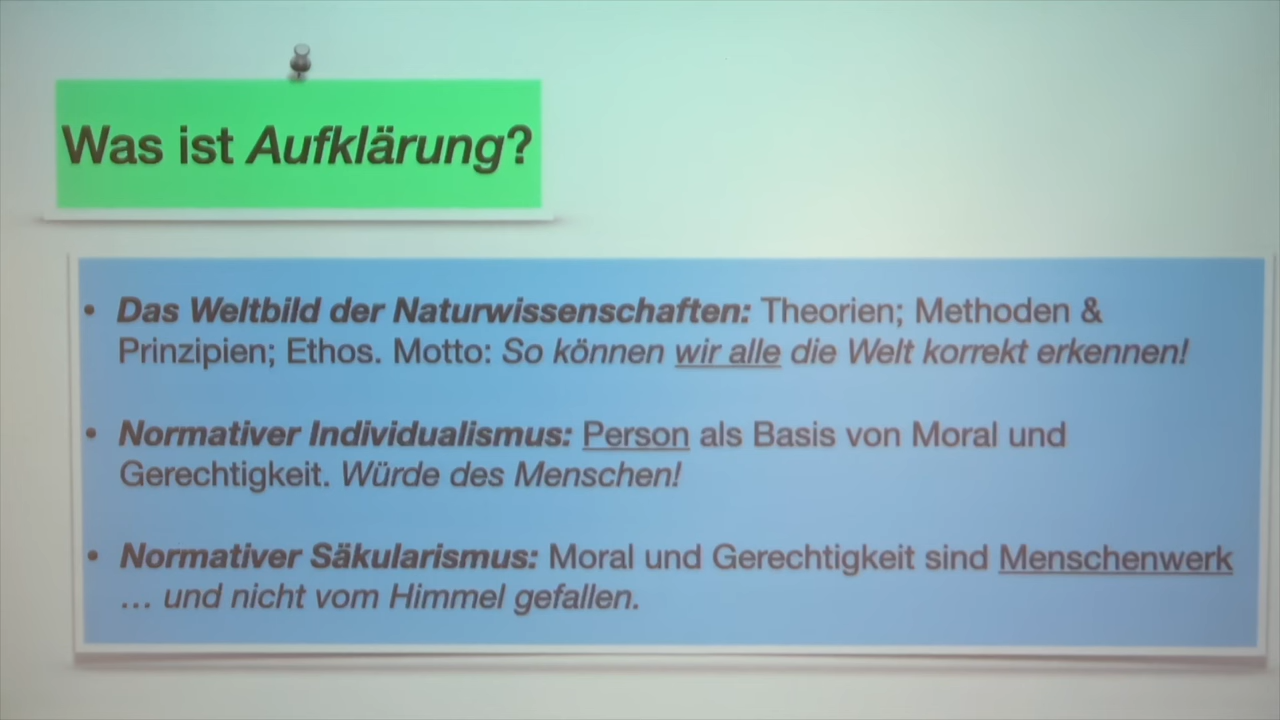 Was ist Aufklärung?
• Das Weltbild der Naturwissenschaften: Theorien; Methoden &
Prinzipien; Ethos. Motto: So können wir alle die Welt korrekt erkennen!
• Normativer Individualismus: Person als Basis von Moral und
Gerechtigkeit. Würde des Menschen!
• Normativer Säkularismus: Moral und Gerechtigkeit sind Menschenwerk
… und nicht vom Himmel gefallen.